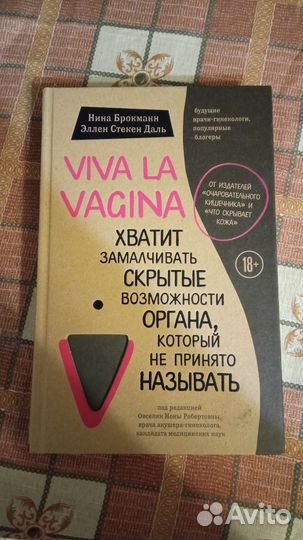 Нина Брокманн
Эллен Стекен Даль
будущие
врачи-гинекологи,
популярные
блогеры
VIVA LA
VAGINA
ОТ ИЗДАТЕЛЕЙ
«ОЧАРОВАТЕЛЬНОГО
КИШЕЧНИКА» И
«ЧТО СКРЫВАЕТ
КОЖА»
18+
ХВАТИТ
ЗАМАЛЧИВАТЬ
СКРЫТЫЕ
ВОЗМОЖНОСТИ
ОРГАНА,
КОТОРЫЙ
НЕ ПРИНЯТО
НАЗЫВАТЬ
под редакцией
Овсепян Ноны Робертовны,
врача акушера-гинеколога,
кандидата медицинских наук
Avito